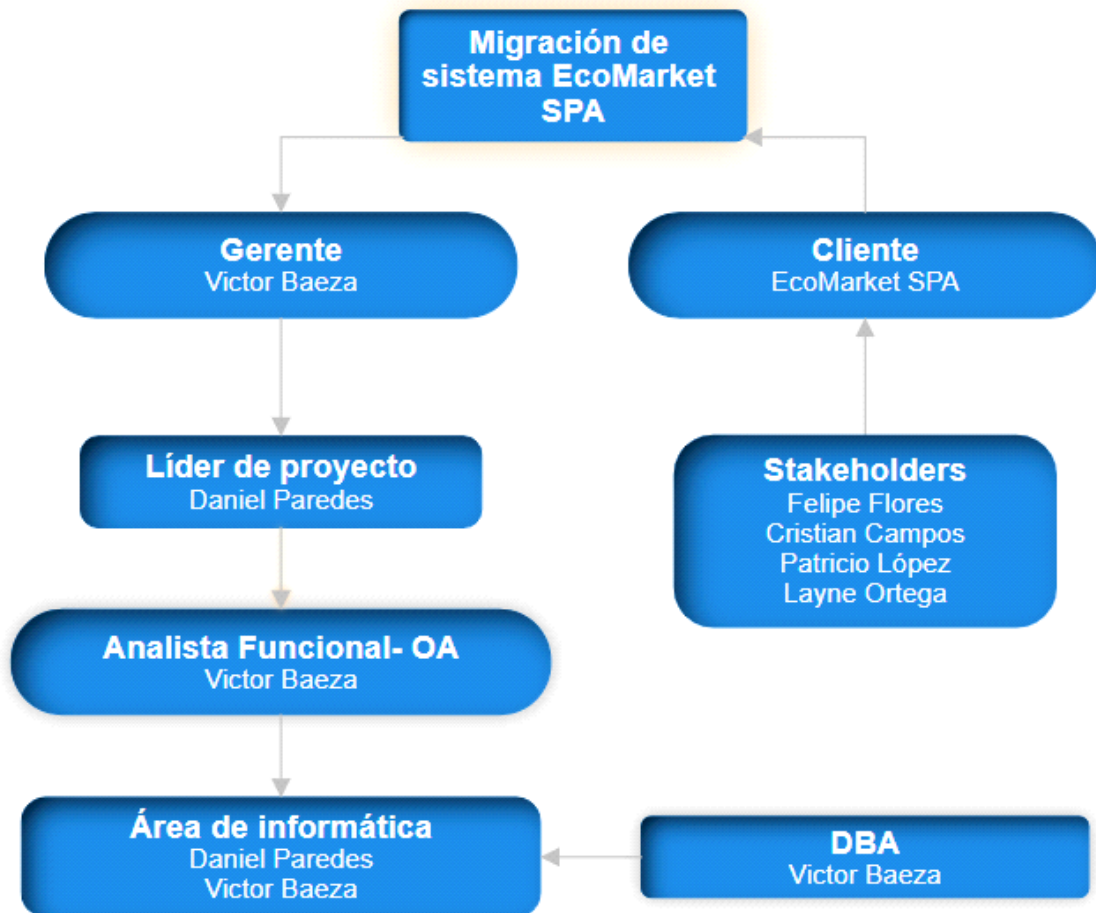 Migración de
sistema EcoMarket
SPA
Gerente
Victor Baeza
Cliente
EcoMarket SPA
Líder de proyecto
Daniel Paredes
Stakeholders
Felipe Flores
Cristian Campos
Patricio López
Layne Ortega
Analista Funcional- OA
Victor Baeza
Área de informática
Daniel Paredes
Victor Baeza
DBA
Victor Baeza